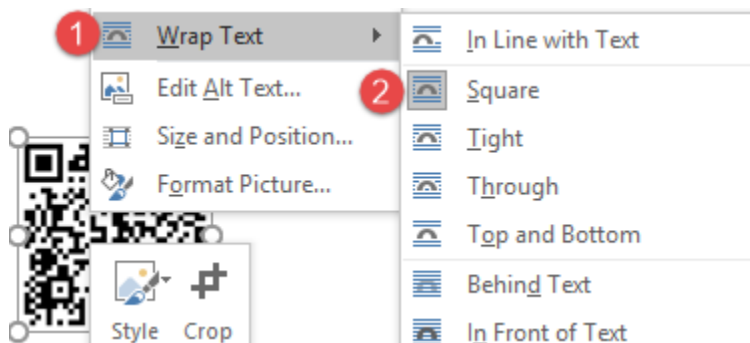 1 Wrap Text
Edit Alt Text...
Size and Position...
Format Picture...
Style Crop
In Line with Text
2 Square
Tight
Through
Top and Bottom
Behind Text
In Front of Text